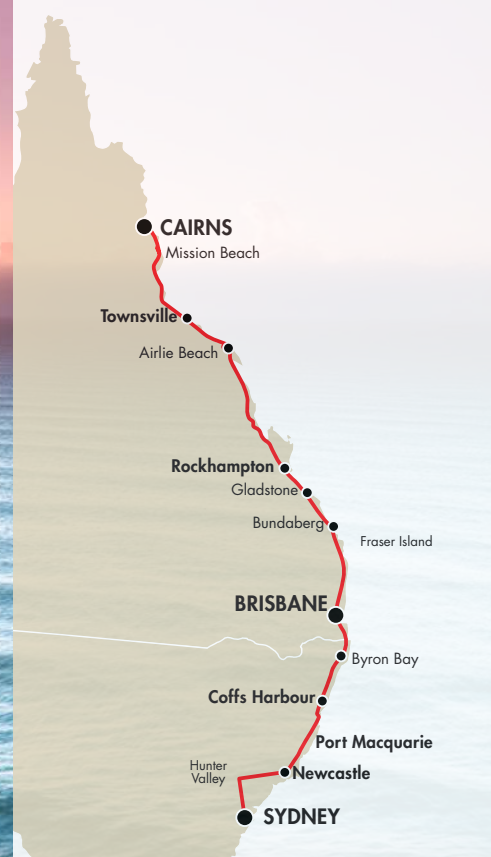 CAIRNS
Mission Beach
Townsville
Airlie Beach
Rockhampton
Gladstone
Bundaberg
Fraser Island
BRISBANE
Byron Bay
Coffs Harbour
Port Macquarie
Hunter
Valley
Newcastle
SYDNEY